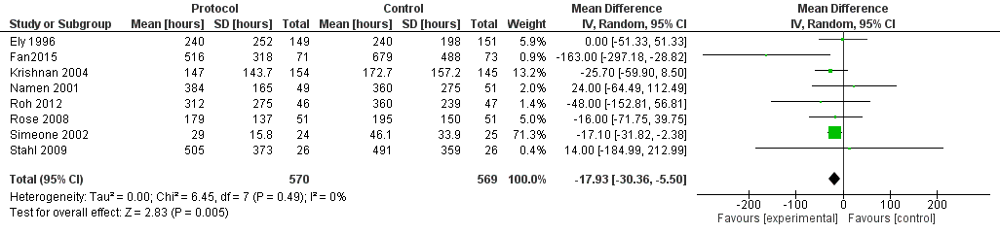 Protocol Control Mean Difference Mean Difference
Study or Subgroup Mean [hours] SD [hours] Total Mean [hours] SD [hours] Total Weight IV, Random, 95% CI IV, Random, 95% CI
Ely 1996 240 252 149 240 198 151 5.9% 0.00 [-51.33, 51.33]
Fan2015 516 318 71 679 488 73 0.9% -163.00 [-297.18, -28.82]
Krishnan 2004 147 143.7 154 172.7 157.2 145 13.2% -25.70 [-59.90, 8.50]
Namen 2001 384 165 49 360 275 51 2.0% 24.00 [-64.49, 112.49]
Roh 2012 312 275 46 360 239 47 1.4% -48.00 [-152.81, 56.81]
Rose 2008 179 137 51 195 150 51 5.0% -16.00 [-71.75, 39.75]
Simeone 2002 29 15.8 24 46.1 33.9 25 71.3% -17.10 [-31.82, -2.38]
Stahl 2009 505 373 26 491 359 26 0.4% 14.00 [-184.99, 212.99]
Total (95% CI) 570 569 100.0% -17.93 [-30.36, -5.50]
Heterogeneity: Tau² = 0.00; Chi² = 6.45, df = 7 (P = 0.49); I² = 0%
Test for overall effect: Z = 2.83 (P = 0.005)
-200 -100 0 100 200
Favours [experimental] Favours [control]